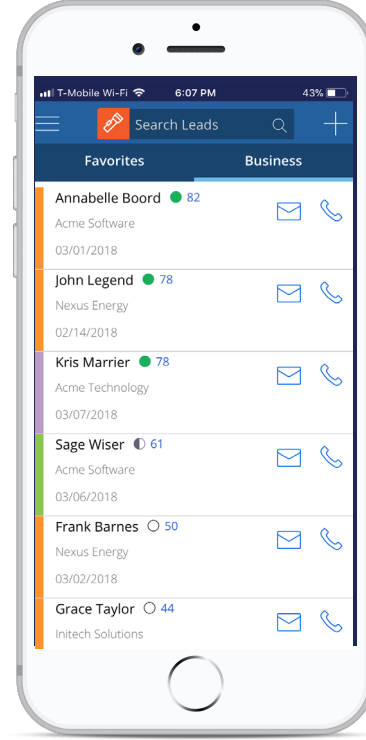 T-Mobile Wi-Fi 6:07 PM 43%
Search Leads
Favorites Business
Annabelle Boord 82
Acme Software
03/01/2018
John Legend 78
Nexus Energy
02/14/2018
Kris Marrier 78
Acme Technology
03/07/2018
Sage Wiser 61
Acme Software
03/06/2018
Frank Barnes 50
Nexus Energy
03/02/2018
Grace Taylor 44
Initech Solutions